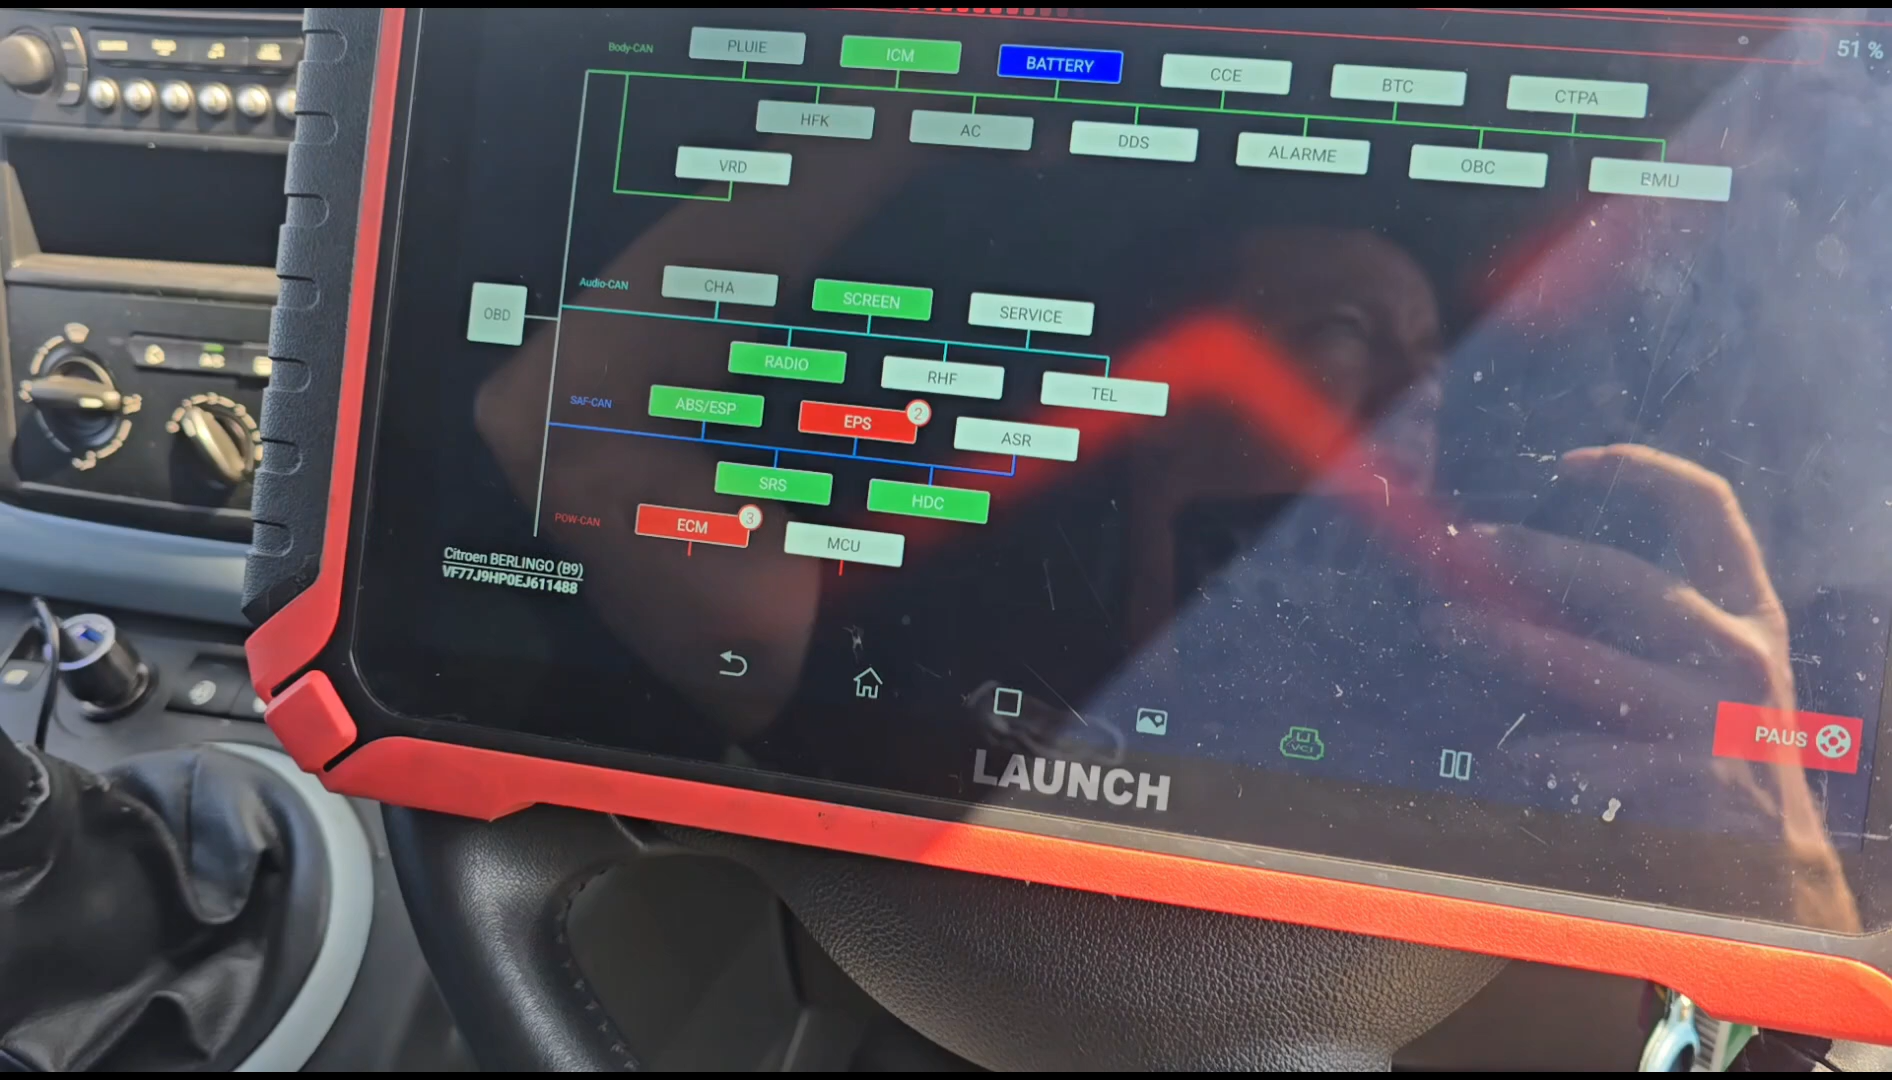 51 %
Body-CAN
PLUIE
ICM
BATTERY
CCE
BTC
CTPA
HFK
AC
DDS
ALARME
OBC
BMU
VRD
OBD
Audio-CAN
CHA
SCREEN
SERVICE
RADIO
RHF
TEL
SAF-CAN
ABS/ESP
EPS
2
ASR
SRS
HDC
POW-CAN
ECM
3
MCU
Citroen BERLINGO (B9)
VF77J9HP0EJ611488
VCI
PAUS
LAUNCH